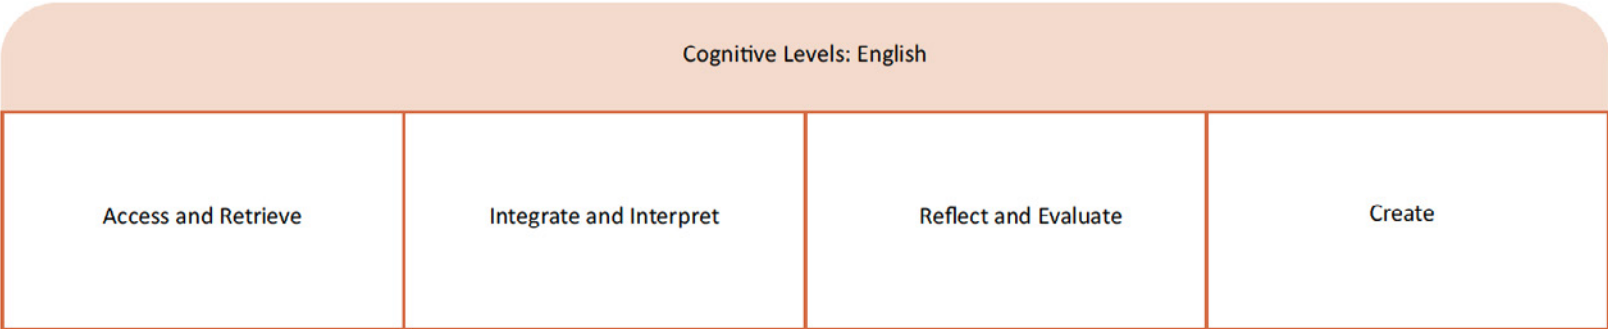 Cognitive Levels: English
Access and Retrieve
Integrate and Interpret
Reflect and Evaluate
Create